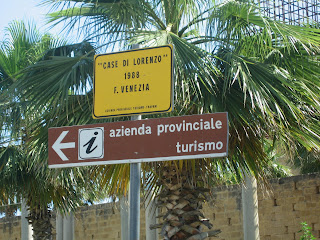 "CASE DI LORENZO"
1988
F. VENEZIA
i
azienda provinciale
turismo